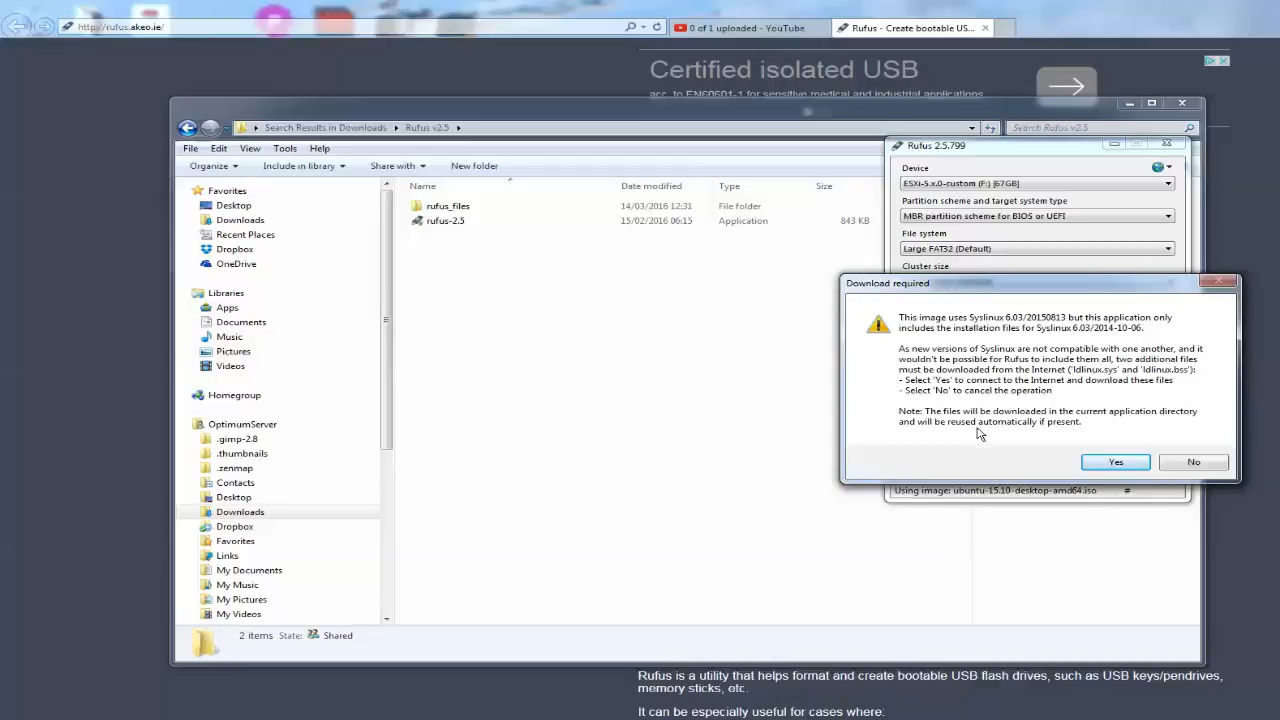 http://rufus.akeo.ie/
0 of 1 uploaded - YouTube
Rufus - Create bootable US...
Certified isolated USB
acc. to EN60601-1 for sensitive medical and industrial applications
Search Results in Downloads
Rufus v2.5
Search Rufus v2.5
File Edit View Tools Help
Organize Include in library Share with New folder
Name Date modified Type Size
rufus_files 14/03/2016 12:31 File folder
rufus-2.5 15/02/2016 06:15 Application 843 KB
Favorites
Desktop
Downloads
Recent Places
Dropbox
OneDrive
Libraries
Apps
Documents
Music
Pictures
Videos
Homegroup
OptimumServer
.gimp-2.8
.thumbnails
.zenmap
Contacts
Desktop
Downloads
Dropbox
Favorites
Links
My Documents
My Music
My Pictures
My Videos
2 items State: Shared
Rufus 2.5.799
Device
ESXi-5.x.0-custom (F:) [67GB]
Partition scheme and target system type
MBR partition scheme for BIOS or UEFI
File system
Large FAT32 (Default)
Cluster size
Download required
This image uses Syslinux 6.03/20150813 but this application only
includes the installation files for Syslinux 6.03/2014-10-06.
As new versions of Syslinux are not compatible with one another, and it
wouldn't be possible for Rufus to include them all, two additional files
must be downloaded from the Internet ('ldlinux.sys' and 'ldlinux.bss'):
- Select 'Yes' to connect to the Internet and download these files
- Select 'No' to cancel the operation
Note: The files will be downloaded in the current application directory
and will be reused automatically if present.
Yes No
Using image: ubuntu-15.10-desktop-amd64.iso #
Rufus is a utility that helps format and create bootable USB flash drives, such as USB keys/pendrives,
memory sticks, etc.
It can be especially useful for cases where: